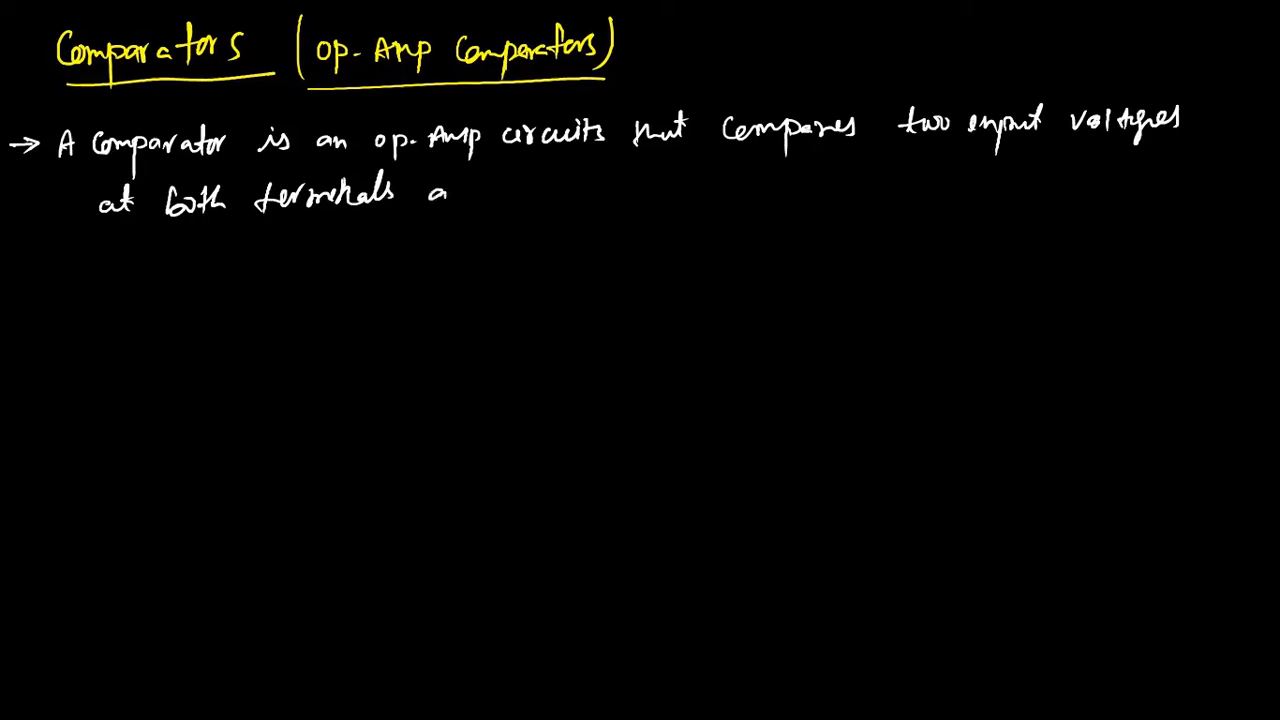 Comparators (OP-Amp Comparators)
→ A Comparator is an op-Amp circuits that Compares two input voltages
at both terminals a